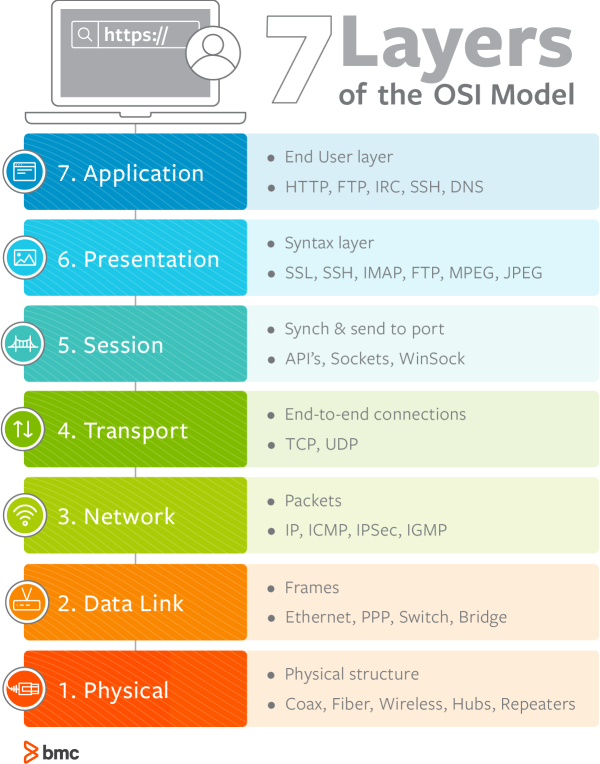 https://
7 Layers
of the OSI Model
7. Application
• End User layer
• HTTP, FTP, IRC, SSH, DNS
6. Presentation
• Syntax layer
• SSL, SSH, IMAP, FTP, MPEG, JPEG
5. Session
• Synch & send to port
• API's, Sockets, WinSock
4. Transport
• End-to-end connections
• TCP, UDP
3. Network
• Packets
• IP, ICMP, IPSec, IGMP
2. Data Link
• Frames
• Ethernet, PPP, Switch, Bridge
1. Physical
• Physical structure
• Coax, Fiber, Wireless, Hubs, Repeaters
bmc